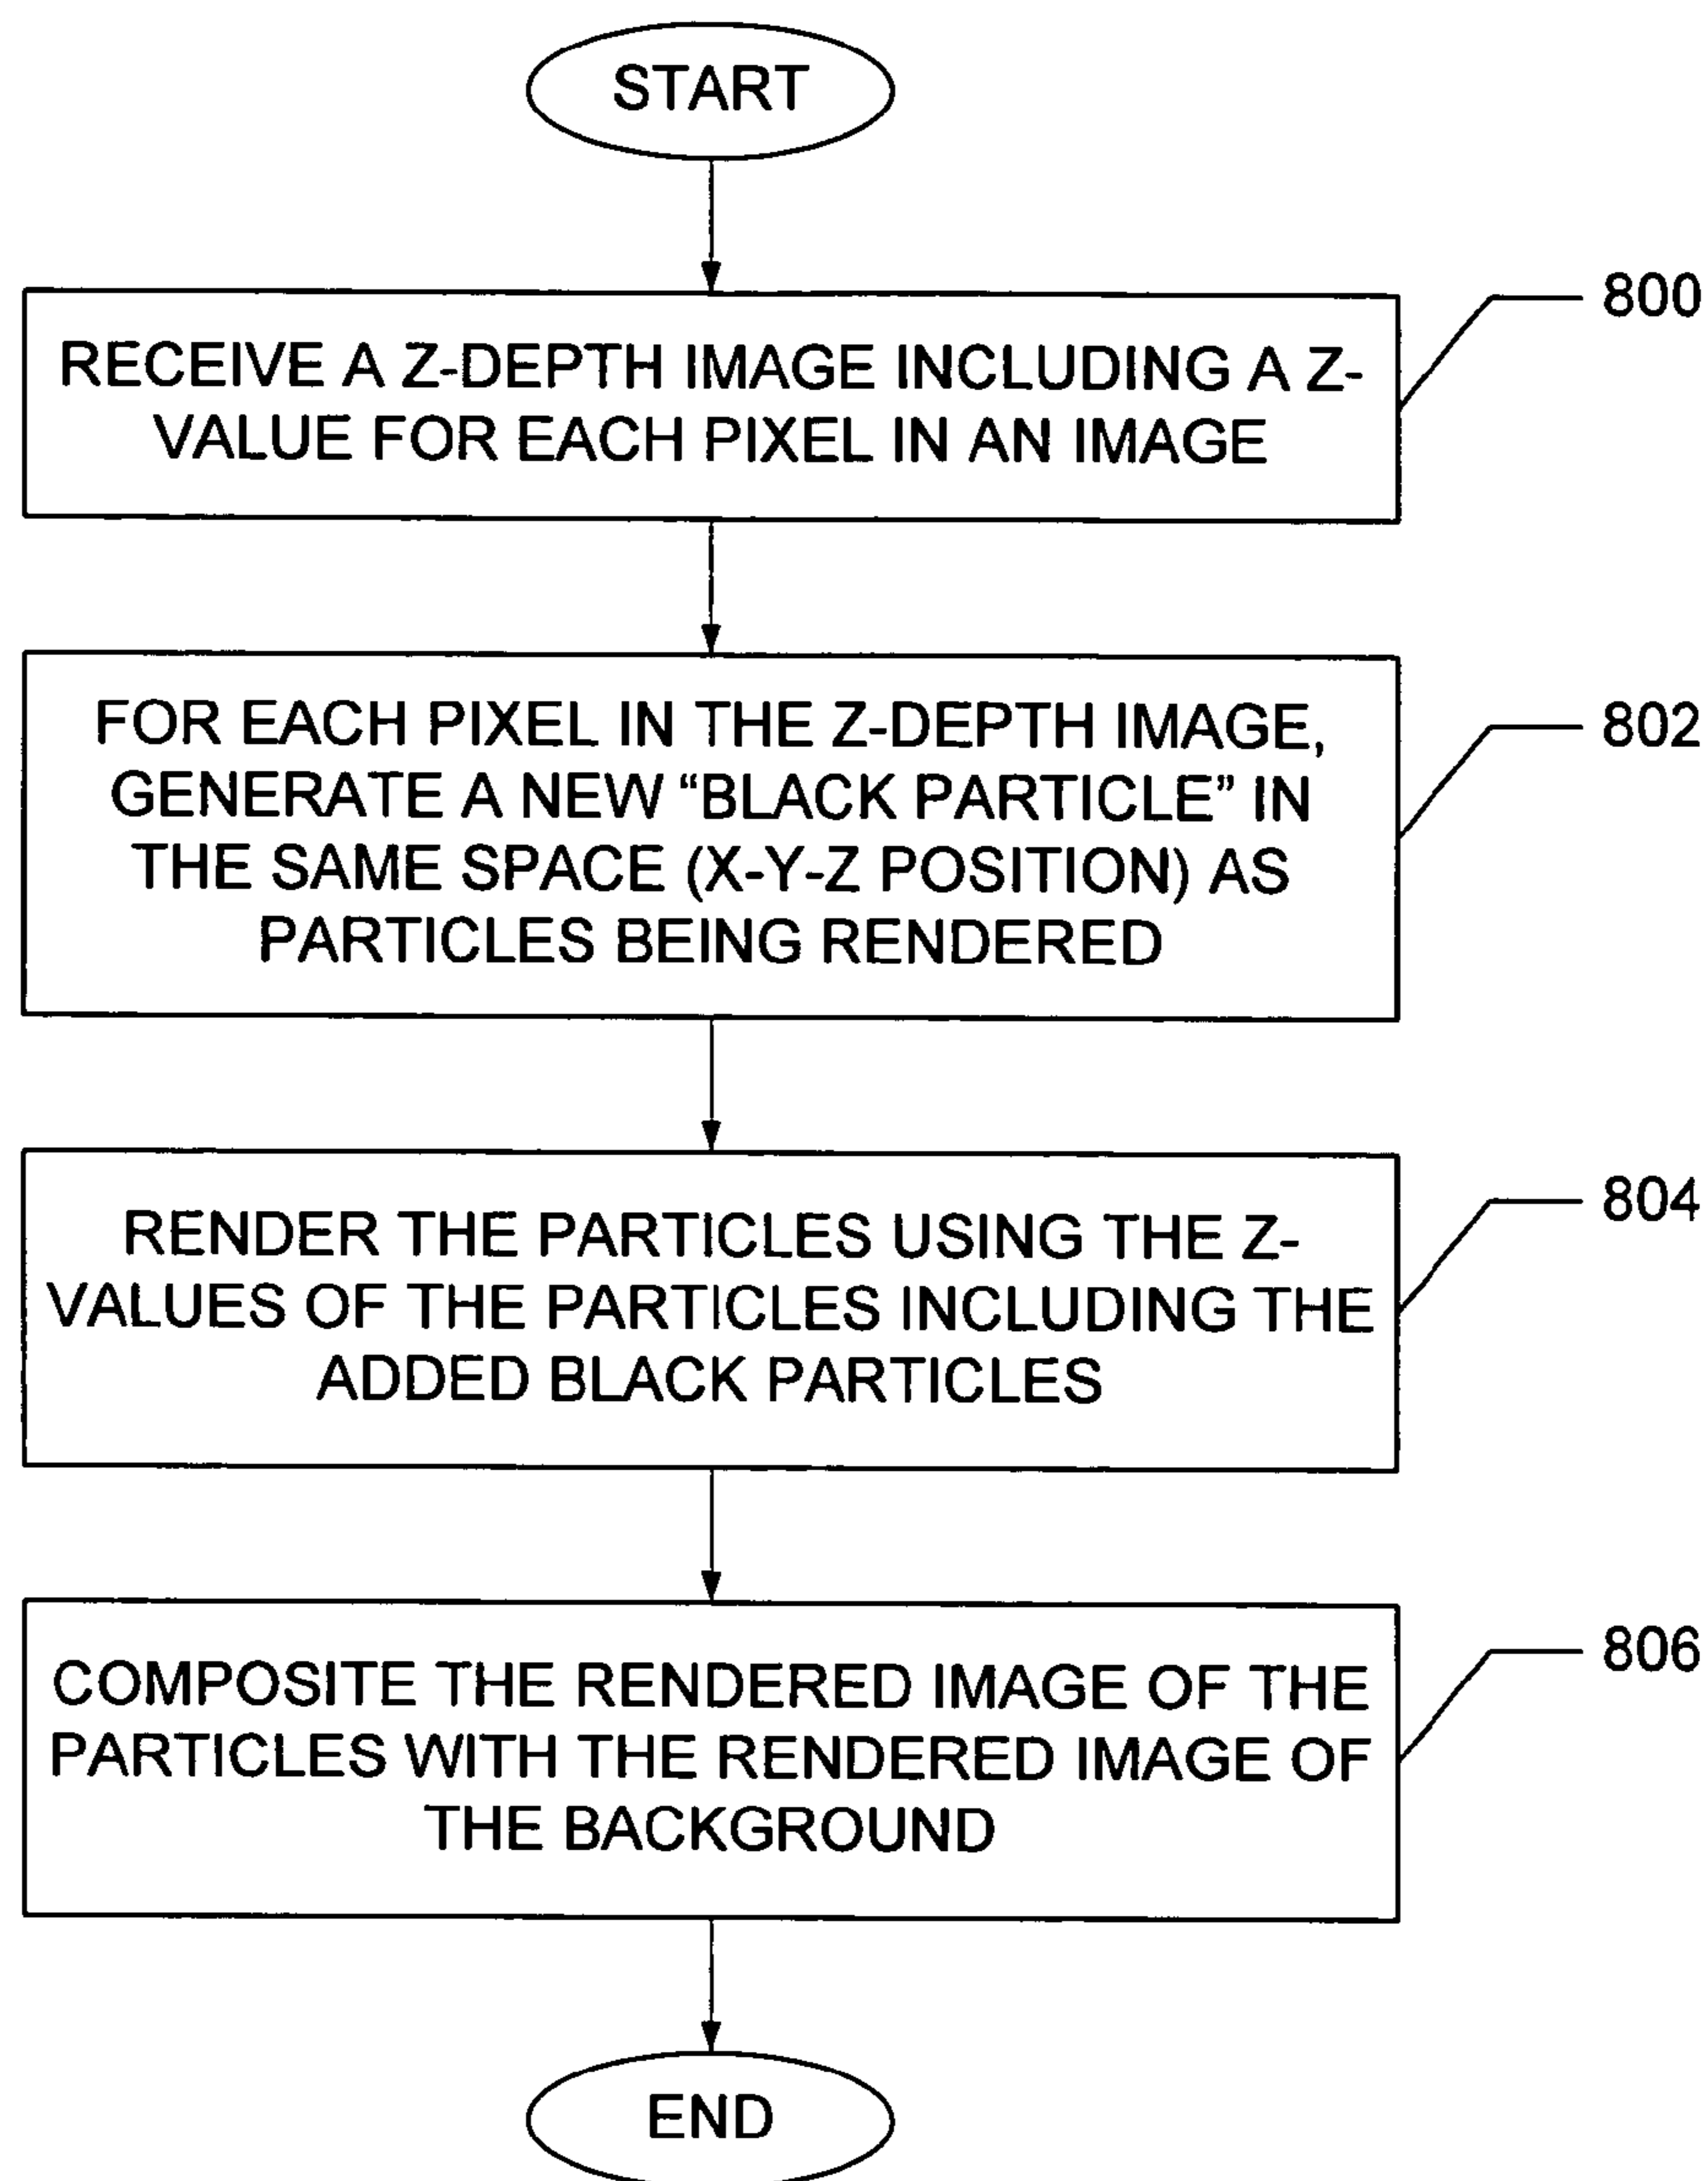 START
800
RECEIVE A Z-DEPTH IMAGE INCLUDING A Z-
VALUE FOR EACH PIXEL IN AN IMAGE
802
FOR EACH PIXEL IN THE Z-DEPTH IMAGE,
GENERATE A NEW “BLACK PARTICLE” IN
THE SAME SPACE (X-Y-Z POSITION) AS
PARTICLES BEING RENDERED
804
RENDER THE PARTICLES USING THE Z-
VALUES OF THE PARTICLES INCLUDING THE
ADDED BLACK PARTICLES
806
COMPOSITE THE RENDERED IMAGE OF THE
PARTICLES WITH THE RENDERED IMAGE OF
THE BACKGROUND
END